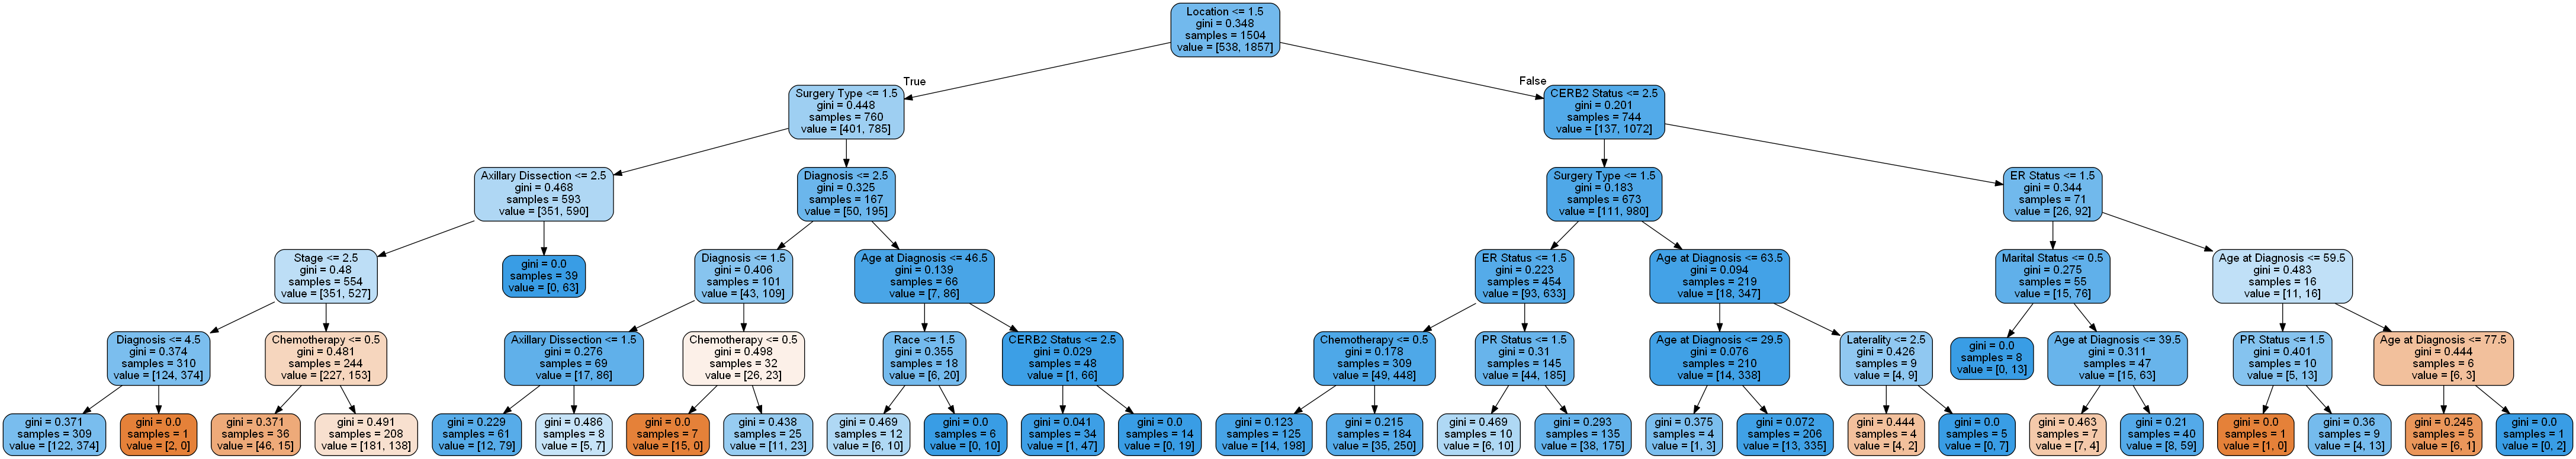 Location <= 1.5
gini = 0.348
samples = 1504
value = [538, 1857]
True
False
Surgery Type <= 1.5
gini = 0.448
samples = 760
value = [401, 785]
CERB2 Status <= 2.5
gini = 0.201
samples = 744
value = [137, 1072]
Axillary Dissection <= 2.5
gini = 0.468
samples = 593
value = [351, 590]
Diagnosis <= 2.5
gini = 0.325
samples = 167
value = [50, 195]
Surgery Type <= 1.5
gini = 0.183
samples = 673
value = [111, 980]
ER Status <= 1.5
gini = 0.344
samples = 71
value = [26, 92]
Stage <= 2.5
gini = 0.48
samples = 554
value = [351, 527]
gini = 0.0
samples = 39
value = [0, 63]
Diagnosis <= 1.5
gini = 0.406
samples = 101
value = [43, 109]
Age at Diagnosis <= 46.5
gini = 0.139
samples = 66
value = [7, 86]
ER Status <= 1.5
gini = 0.223
samples = 454
value = [93, 633]
Age at Diagnosis <= 63.5
gini = 0.094
samples = 219
value = [18, 347]
Marital Status <= 0.5
gini = 0.275
samples = 55
value = [15, 76]
Age at Diagnosis <= 59.5
gini = 0.483
samples = 16
value = [11, 16]
Diagnosis <= 4.5
gini = 0.374
samples = 310
value = [124, 374]
Chemotherapy <= 0.5
gini = 0.481
samples = 244
value = [227, 153]
Axillary Dissection <= 1.5
gini = 0.276
samples = 69
value = [17, 86]
Chemotherapy <= 0.5
gini = 0.498
samples = 32
value = [26, 23]
Race <= 1.5
gini = 0.355
samples = 18
value = [6, 20]
CERB2 Status <= 2.5
gini = 0.029
samples = 48
value = [1, 66]
Chemotherapy <= 0.5
gini = 0.178
samples = 309
value = [49, 448]
PR Status <= 1.5
gini = 0.31
samples = 145
value = [44, 185]
Age at Diagnosis <= 29.5
gini = 0.076
samples = 210
value = [14, 338]
Laterality <= 2.5
gini = 0.426
samples = 9
value = [4, 9]
gini = 0.0
samples = 8
value = [0, 13]
Age at Diagnosis <= 39.5
gini = 0.311
samples = 47
value = [15, 63]
PR Status <= 1.5
gini = 0.401
samples = 10
value = [5, 13]
Age at Diagnosis <= 77.5
gini = 0.444
samples = 6
value = [6, 3]
gini = 0.371
samples = 309
value = [122, 374]
gini = 0.0
samples = 1
value = [2, 0]
gini = 0.371
samples = 36
value = [46, 15]
gini = 0.491
samples = 208
value = [181, 138]
gini = 0.229
samples = 61
value = [12, 79]
gini = 0.486
samples = 8
value = [5, 7]
gini = 0.0
samples = 7
value = [15, 0]
gini = 0.438
samples = 25
value = [11, 23]
gini = 0.469
samples = 12
value = [6, 10]
gini = 0.0
samples = 6
value = [0, 10]
gini = 0.041
samples = 34
value = [1, 47]
gini = 0.0
samples = 14
value = [0, 19]
gini = 0.123
samples = 125
value = [14, 198]
gini = 0.215
samples = 184
value = [35, 250]
gini = 0.469
samples = 10
value = [6, 10]
gini = 0.293
samples = 135
value = [38, 175]
gini = 0.375
samples = 4
value = [1, 3]
gini = 0.072
samples = 206
value = [13, 335]
gini = 0.444
samples = 4
value = [4, 2]
gini = 0.0
samples = 5
value = [0, 7]
gini = 0.463
samples = 7
value = [7, 4]
gini = 0.21
samples = 40
value = [8, 59]
gini = 0.0
samples = 1
value = [1, 0]
gini = 0.36
samples = 9
value = [4, 13]
gini = 0.245
samples = 5
value = [6, 1]
gini = 0.0
samples = 1
value = [0, 2]